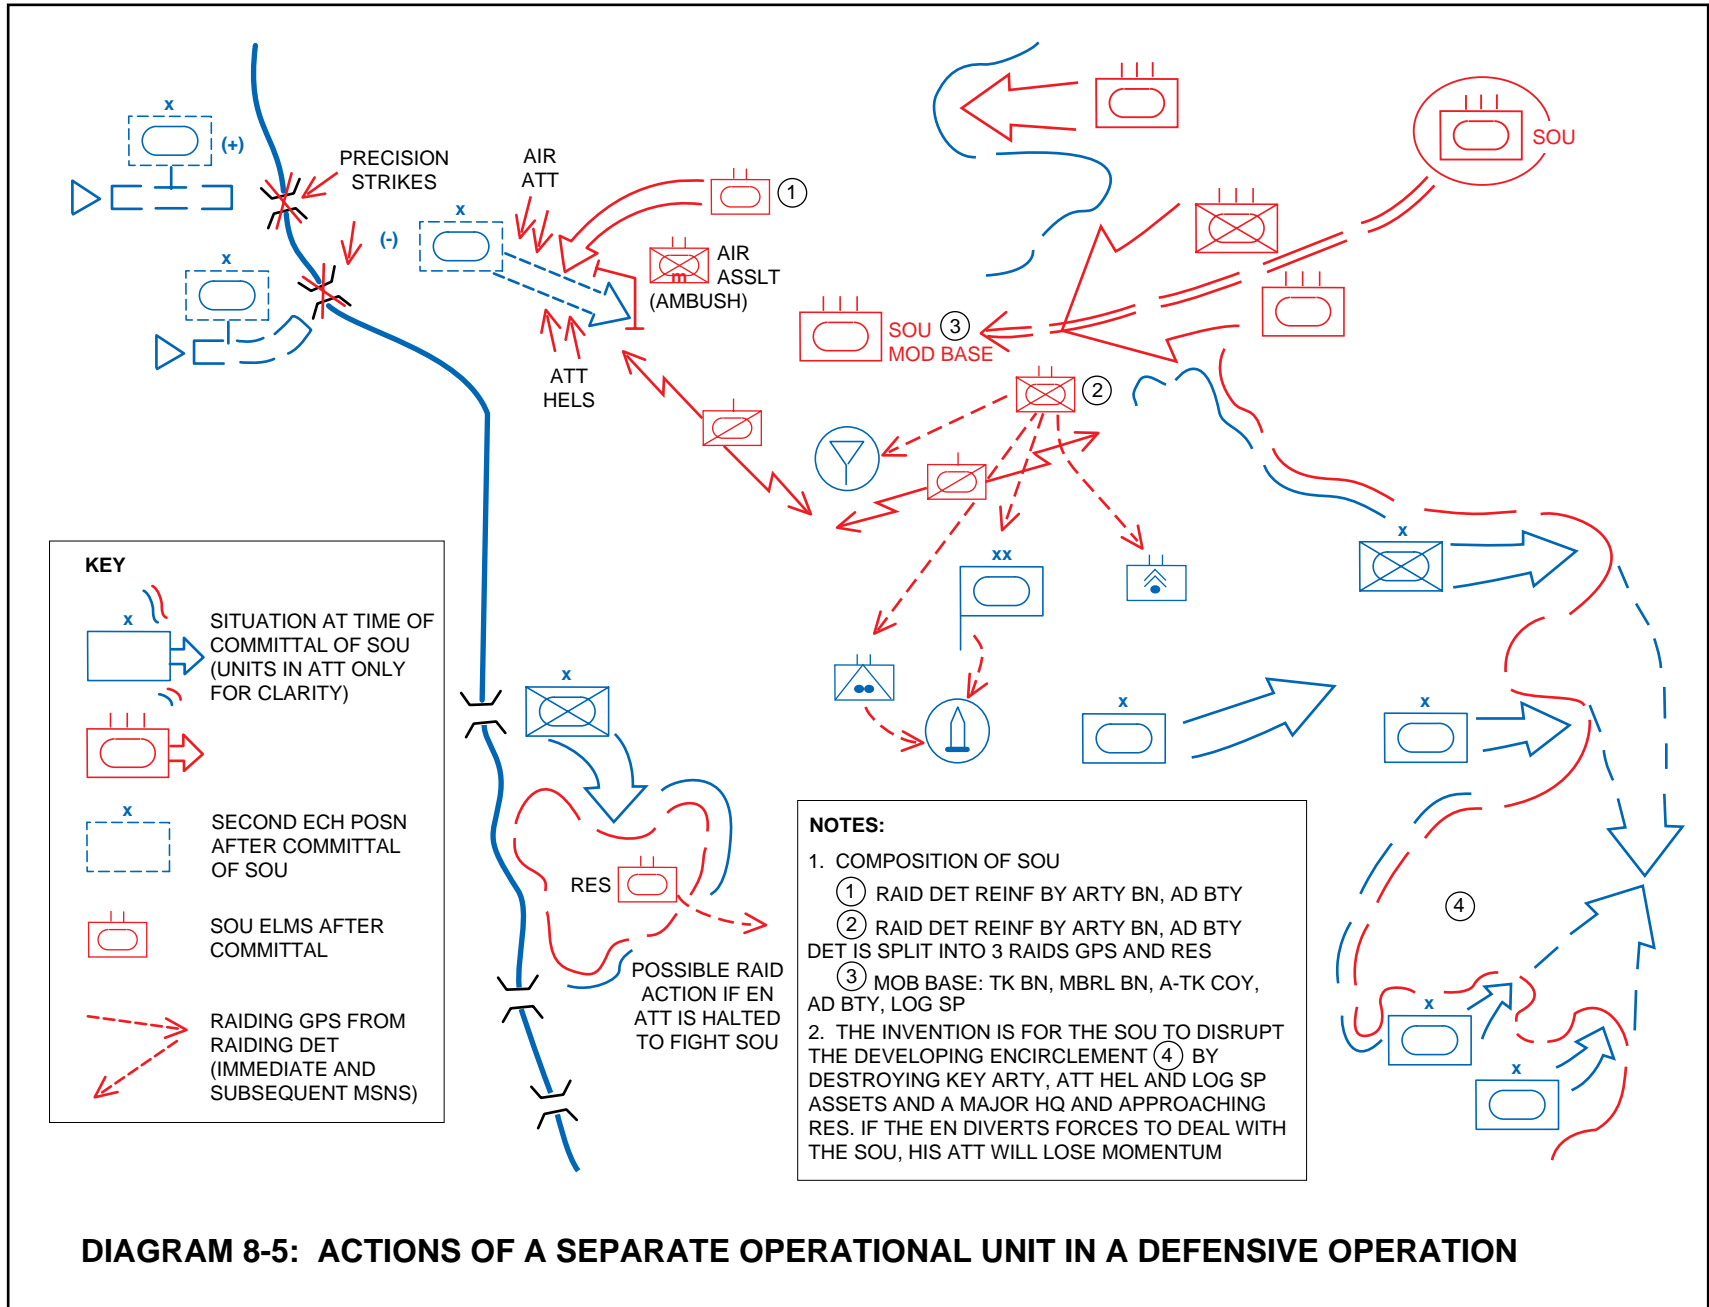 x
(+)
PRECISION
STRIKES
AIR
ATT
1
SOU
x
(-)
x
AIR
ASSLT
m
(AMBUSH)
SOU 3
MOD BASE
ATT
HELS
2
x
xx
KEY
x
SITUATION AT TIME OF
COMMITTAL OF SOU
(UNITS IN ATT ONLY
FOR CLARITY)
x
SECOND ECH POSN
AFTER COMMITTAL
OF SOU
SOU ELMS AFTER
COMMITTAL
RAIDING GPS FROM
RAIDING DET
(IMMEDIATE AND
SUBSEQUENT MSNS)
x
RES
POSSIBLE RAID
ACTION IF EN
ATT IS HALTED
TO FIGHT SOU
x
x
NOTES:
1. COMPOSITION OF SOU
1 RAID DET REINF BY ARTY BN, AD BTY
2 RAID DET REINF BY ARTY BN, AD BTY
DET IS SPLIT INTO 3 RAIDS GPS AND RES
3 MOB BASE: TK BN, MBRL BN, A-TK COY,
AD BTY, LOG SP
2. THE INVENTION IS FOR THE SOU TO DISRUPT
THE DEVELOPING ENCIRCLEMENT 4 BY
DESTROYING KEY ARTY, ATT HEL AND LOG SP
ASSETS AND A MAJOR HQ AND APPROACHING
RES. IF THE EN DIVERTS FORCES TO DEAL WITH
THE SOU, HIS ATT WILL LOSE MOMENTUM
4
x
x
DIAGRAM 8-5: ACTIONS OF A SEPARATE OPERATIONAL UNIT IN A DEFENSIVE OPERATION